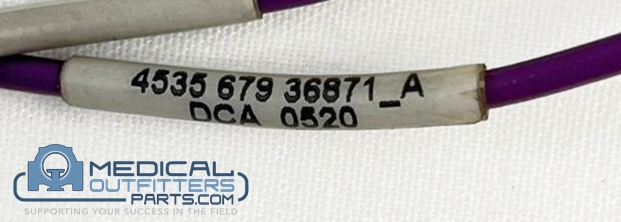 4535 679 36871_A
DCA 0520
MEDICAL
OUTFITTERS
PARTS.COM
SUPPORTING YOUR SUCCESS IN THE FIELD